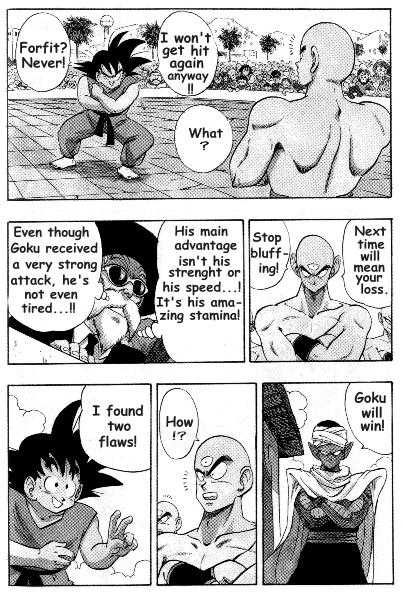 Forfit?
Never!
I won't
get hit
again
anyway
!!
What
?
Even though
Goku received
a very strong
attack, he's
not even
tired...!!
His main
advantage
isn't his
strenght or
his speed...!
It's his ama-
zing stamina!
Stop
bluff-
ing!
Next
time
will
mean
your
loss.
I found
two
flaws!
How
!?
Goku
will
win!